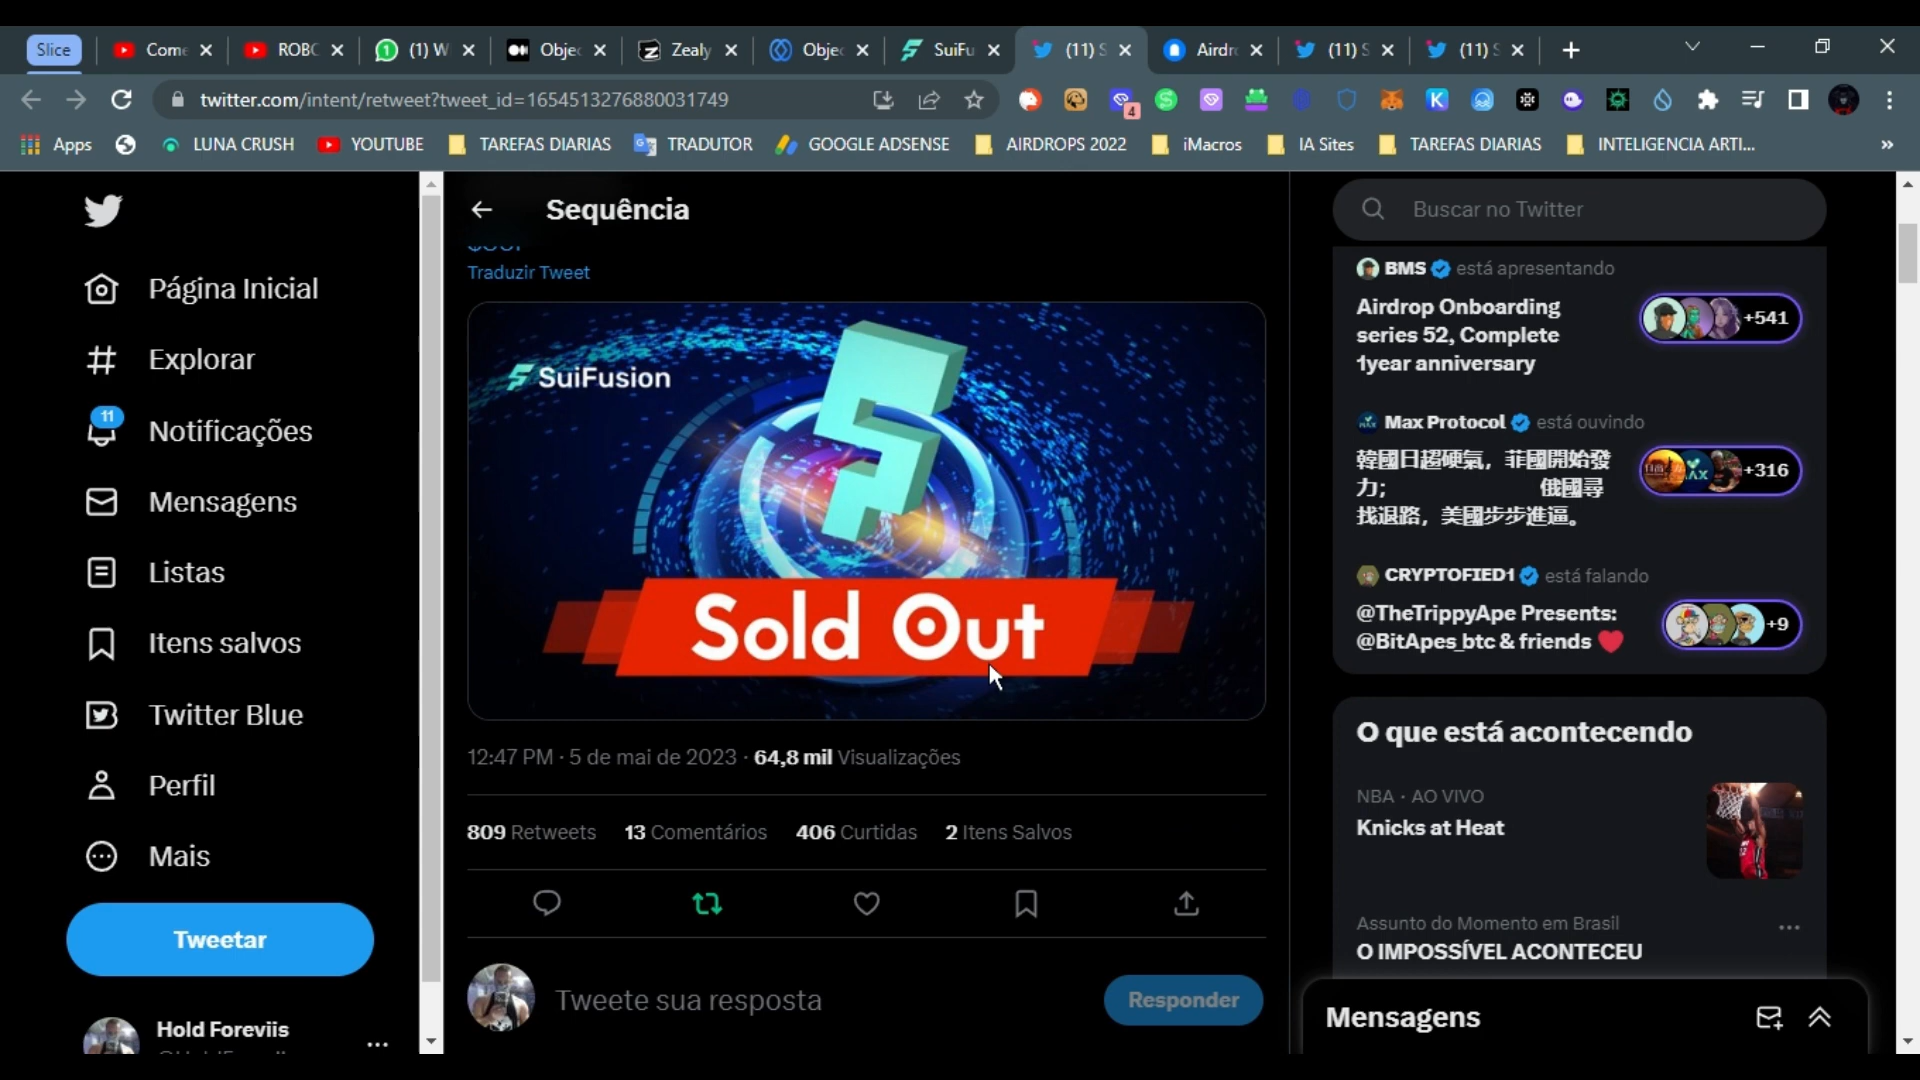 Slice
Come
ROBC
(1) W
Objec
Zealy
Objec
SuiFu
(11) S
Airdro
(11) S
(11) S
twitter.com/intent/retweet?tweet_id=1654513276880031749
4
Apps
LUNA CRUSH
YOUTUBE
TAREFAS DIARIAS
TRADUTOR
GOOGLE ADSENSE
AIRDROPS 2022
iMacros
IA Sites
TAREFAS DIARIAS
INTELIGENCIA ARTI...
Página Inicial
Explorar
11
Notificações
Mensagens
Listas
Itens salvos
Twitter Blue
Perfil
Mais
Tweetar
Hold Foreviis
Sequência
Traduzir Tweet
SuiFusion
Sold Out
12:47 PM · 5 de mai de 2023 · 64,8 mil Visualizações
809 Retweets 13 Comentários 406 Curtidas 2 Itens Salvos
Tweete sua resposta
Responder
Buscar no Twitter
BMS está apresentando
Airdrop Onboarding
series 52, Complete
1year anniversary
+541
Max Protocol está ouvindo
韓國日趨硬氣，菲國開始發
力； 俄國尋
找退路，美國步步進逼。
+316
CRYPTOFIED1 está falando
@TheTrippyApe Presents:
@BitApes_btc & friends
+9
O que está acontecendo
NBA · AO VIVO
Knicks at Heat
Assunto do Momento em Brasil
O IMPOSSÍVEL ACONTECEU
Mensagens